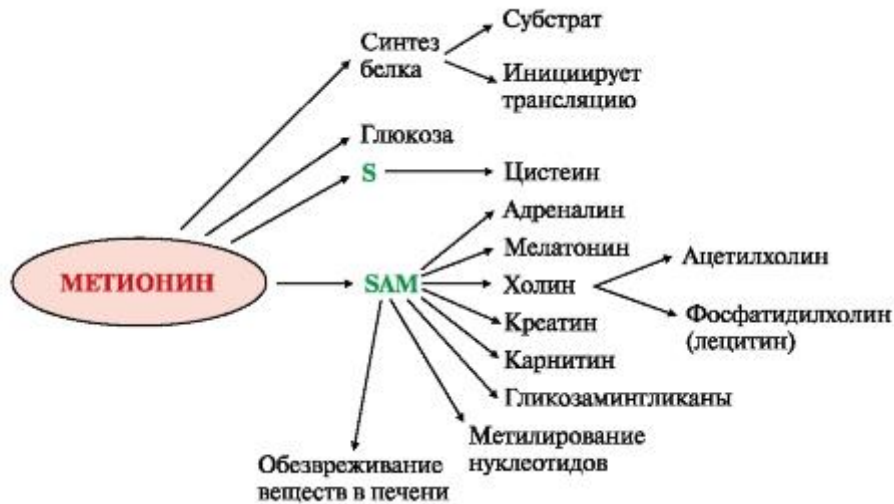 Синтез
белка
Субстрат
Инициирует
трансляцию
Глюкоза
S
Цистеин
МЕТИОНИН
SAM
Адреналин
Мелатонин
Холин
Ацетилхолин
Фосфатидилхолин
(лецитин)
Креатин
Карнитин
Гликозамингликаны
Метилирование
нуклеотидов
Обезвреживание
веществ в печени